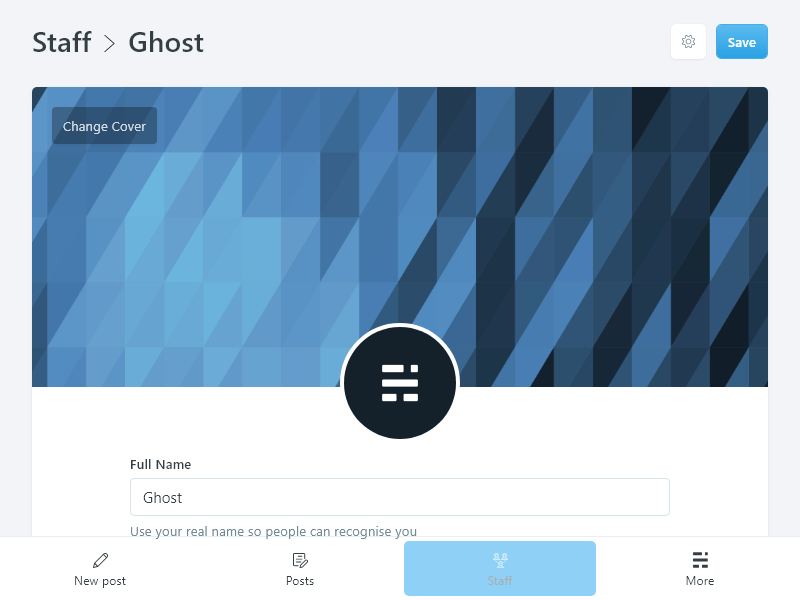 Staff > Ghost
Save
Change Cover
Full Name
Ghost
Use your real name so people can recognise you
New post
Posts
Staff
More